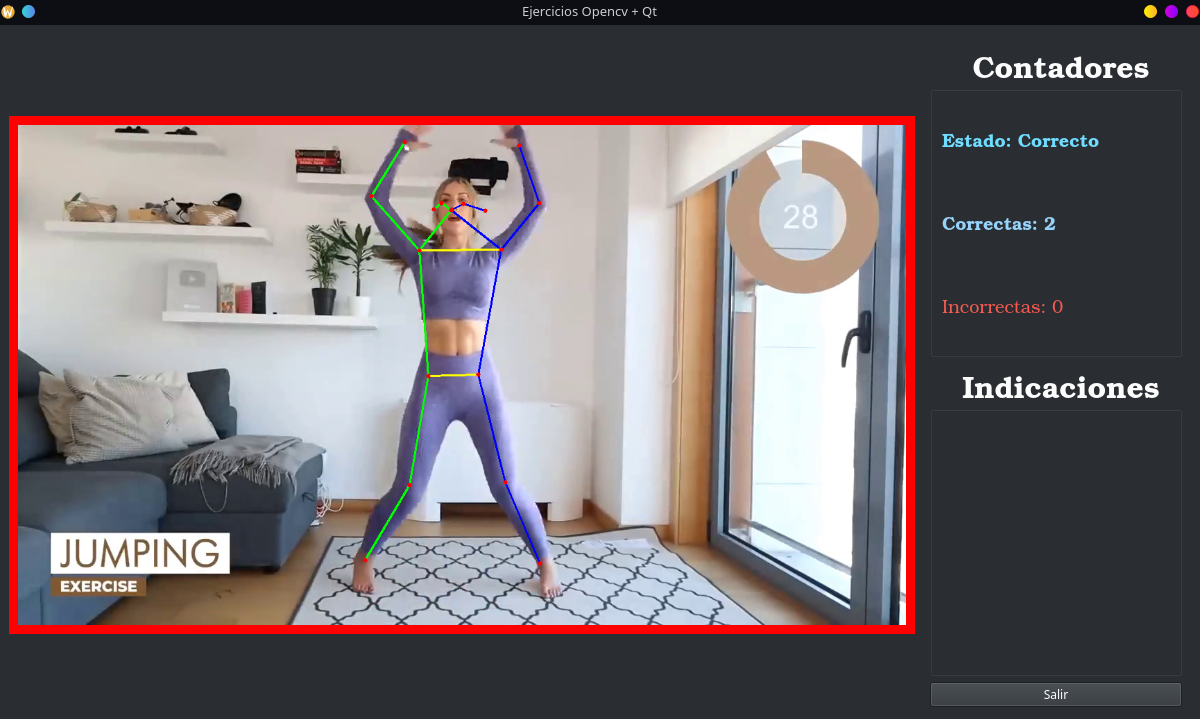 Ejercicios Opencv + Qt
Contadores
Estado: Correcto
Correctas: 2
Incorrectas: 0
28
Indicaciones
JUMPING
EXERCISE
Salir